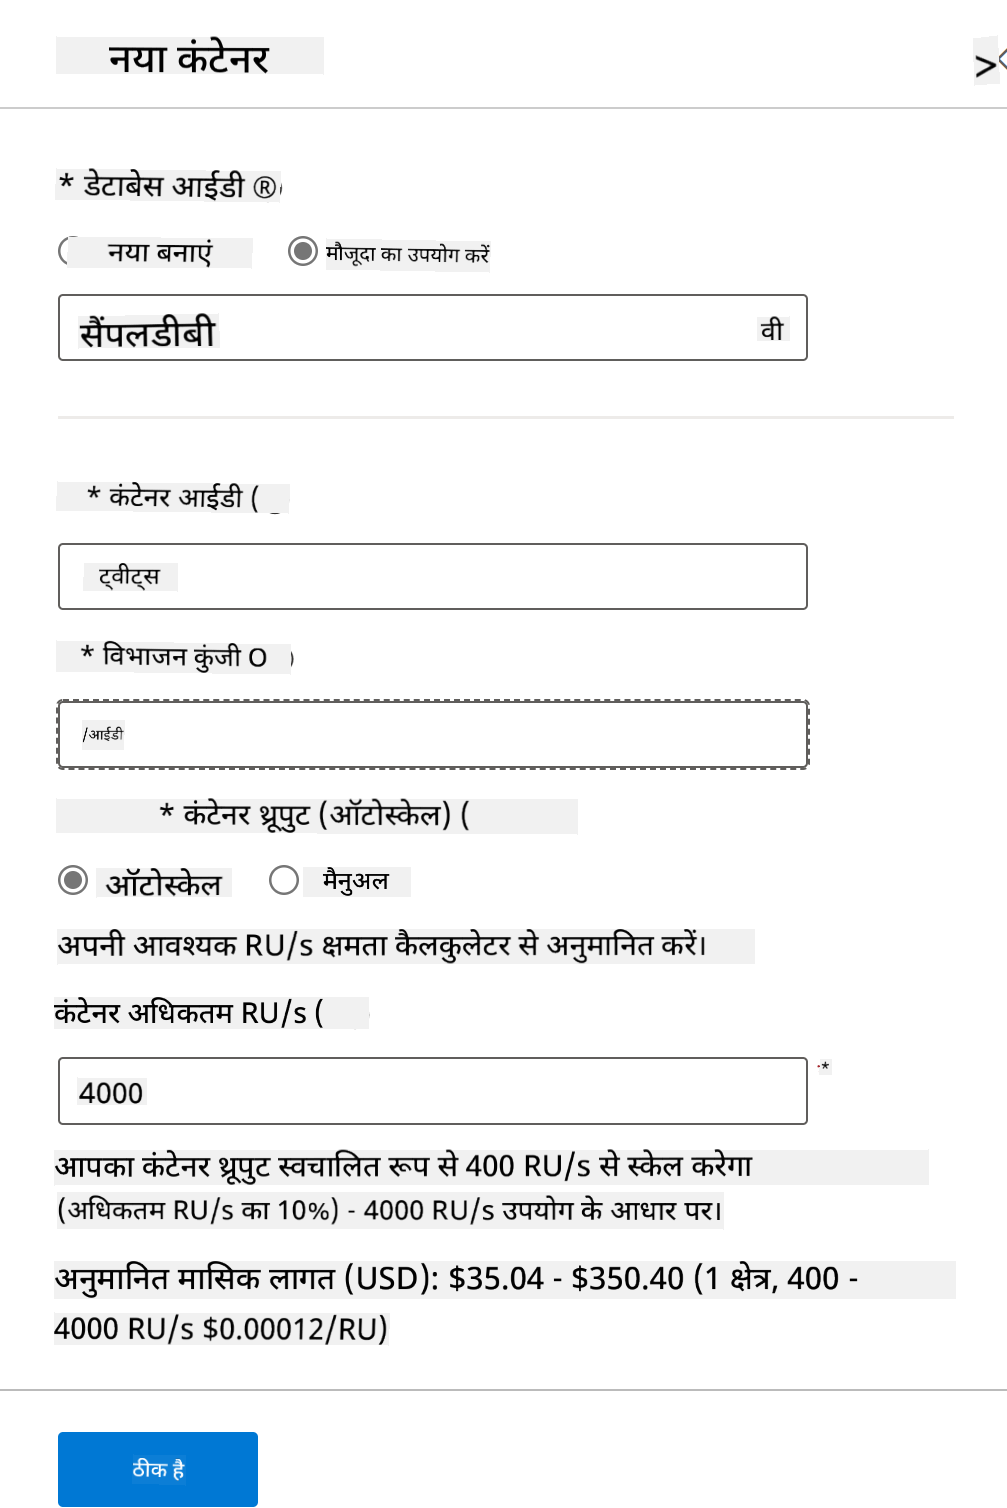 नया कंटेनर
>
* डेटाबेस आईडी ®
नया बनाएं मौजूदा का उपयोग करें
सैंपलडीबी वी
* कंटेनर आईडी (
ट्वीट्स
* विभाजन कुंजी O )
/आईडी
* कंटेनर थ्रूपुट (ऑटोस्केल) (
ऑटोस्केल मैनुअल
अपनी आवश्यक RU/s क्षमता कैलकुलेटर से अनुमानित करें।
कंटेनर अधिकतम RU/s (
4000 *
आपका कंटेनर थ्रूपुट स्वचालित रूप से 400 RU/s से स्केल करेगा
(अधिकतम RU/s का 10%) - 4000 RU/s उपयोग के आधार पर।
अनुमानित मासिक लागत (USD): $35.04 - $350.40 (1 क्षेत्र, 400 -
4000 RU/s $0.00012/RU)
ठीक है